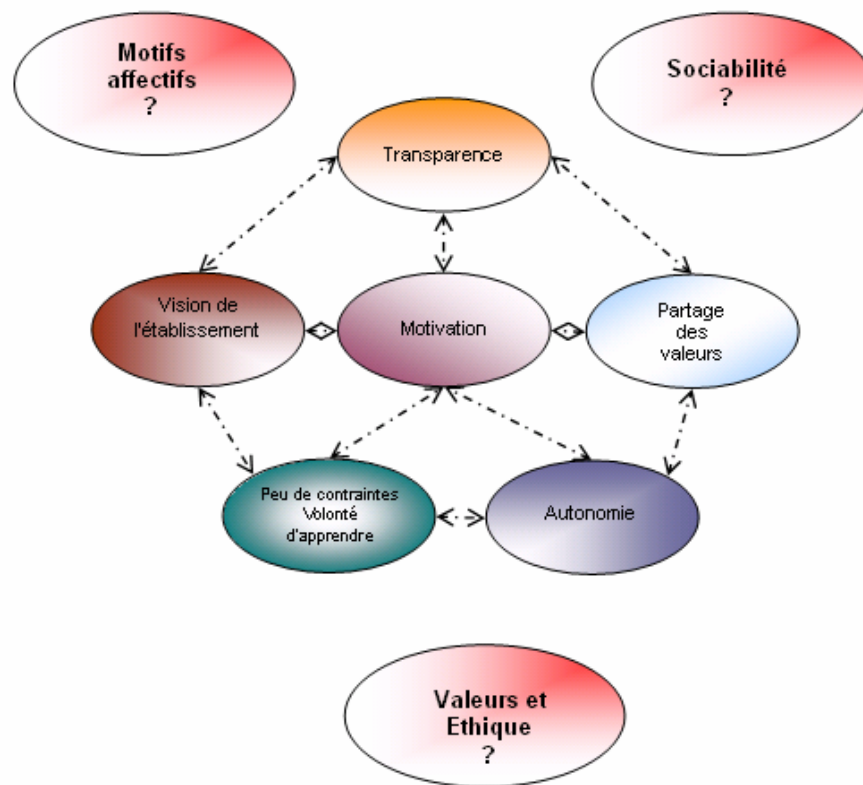 Motifs
affectifs
?
Sociabilité
?
Transparence
Vision de
l'établissement
Motivation
Partage
des
valeurs
Peu de contraintes
Volonté
d'apprendre
Autonomie
Valeurs et
Ethique
?